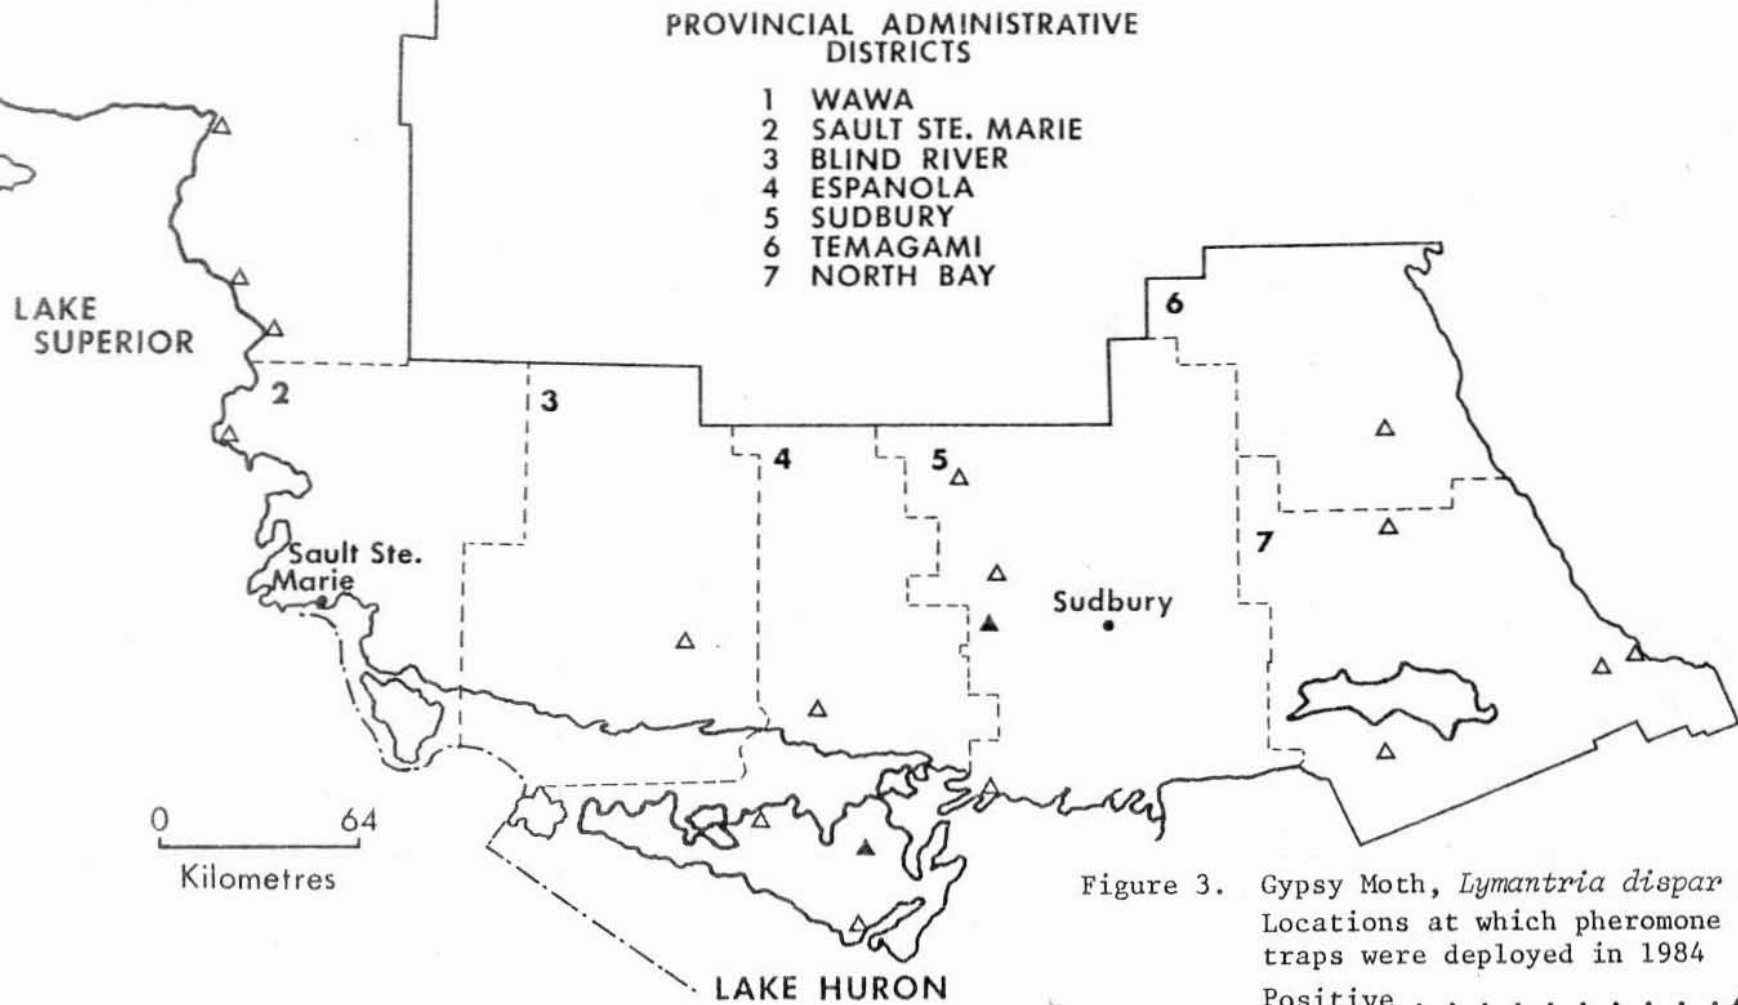 PROVINCIAL ADMINISTRATIVE
DISTRICTS
1 WAWA
2 SAULT STE. MARIE
3 BLIND RIVER
4 ESPANOLA
5 SUDBURY
6 TEMAGAMI
7 NORTH BAY
LAKE
SUPERIOR
6
2
3
4
5
7
Sault Ste.
Marie
Sudbury
0 64
Kilometres
LAKE HURON
Figure 3. Gypsy Moth, Lymantria dispar
Locations at which pheromone
traps were deployed in 1984
Positive